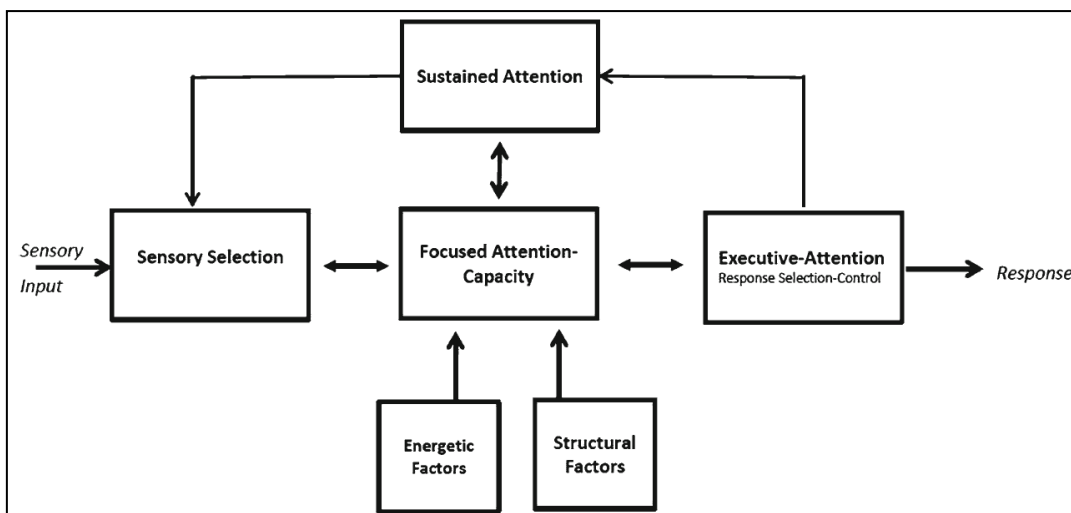 Sustained Attention
Sensory
Input
Sensory Selection
Focused Attention-
Capacity
Executive-Attention
Response Selection-Control
Response
Energetic
Factors
Structural
Factors